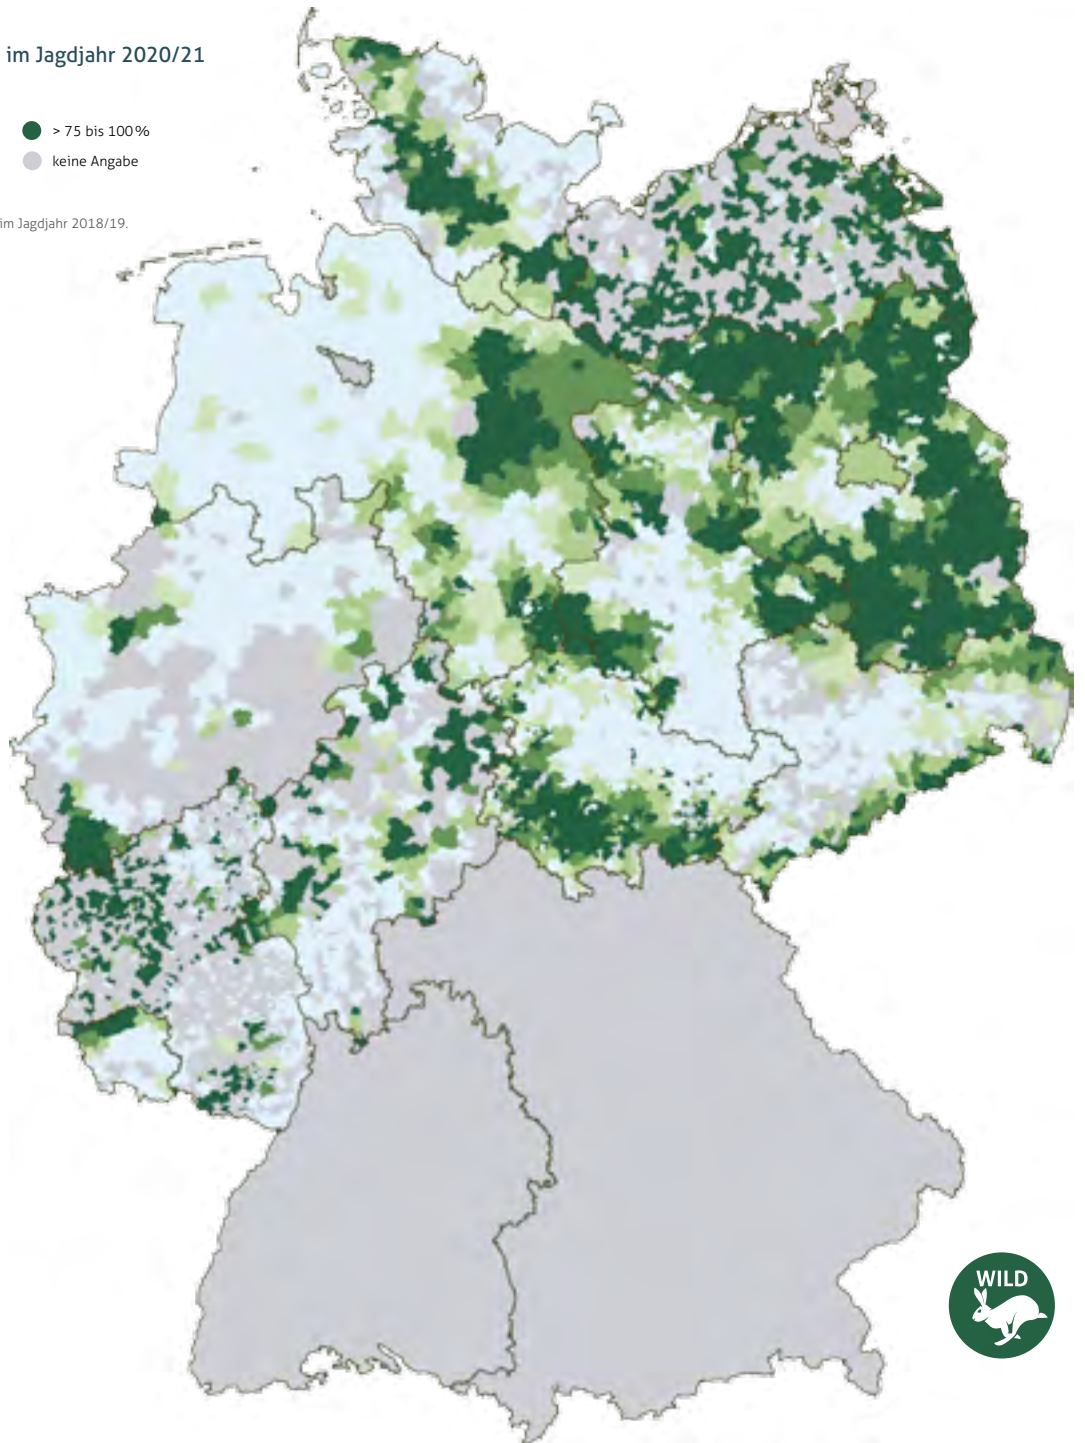 im Jagdjahr 2020/21
> 75 bis 100 %
keine Angabe
im Jagdjahr 2018/19.
WILD